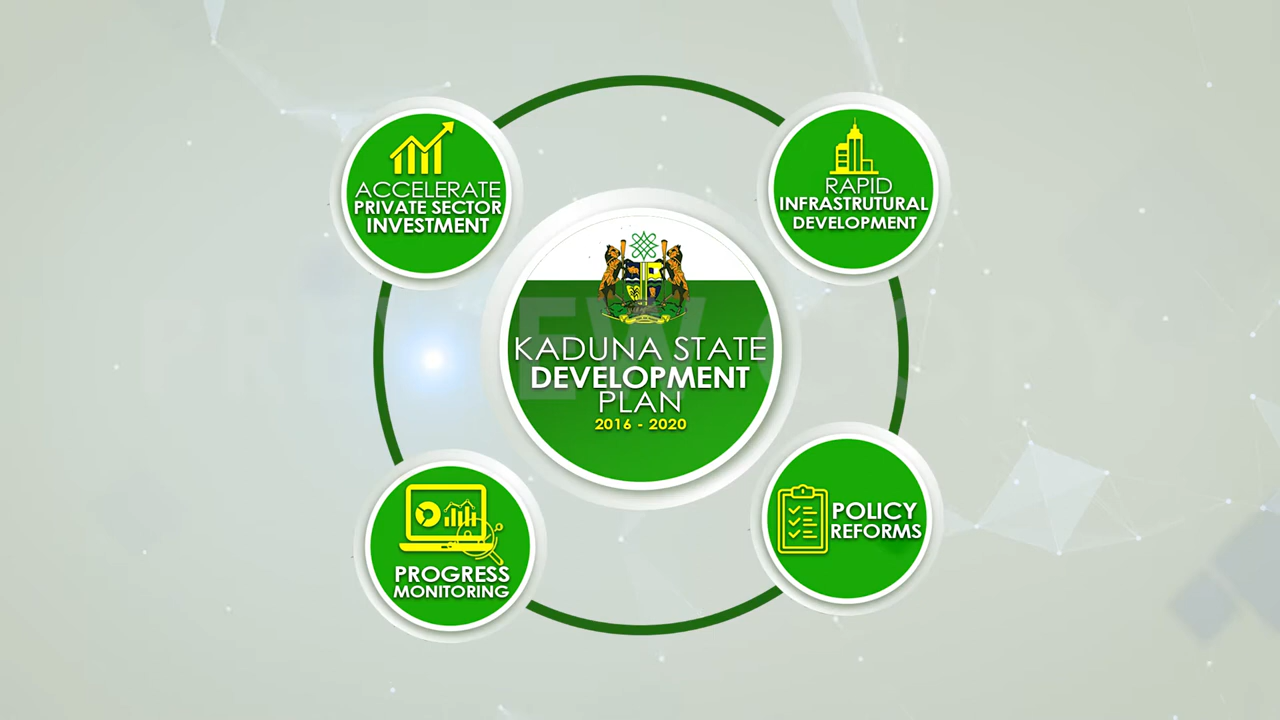 ACCELERATE
PRIVATE SECTOR
INVESTMENT
RAPID
INFRASTRUTURAL
DEVELOPMENT
KADUNA STATE
DEVELOPMENT
PLAN
2016 - 2020
PROGRESS
MONITORING
POLICY
REFORMS